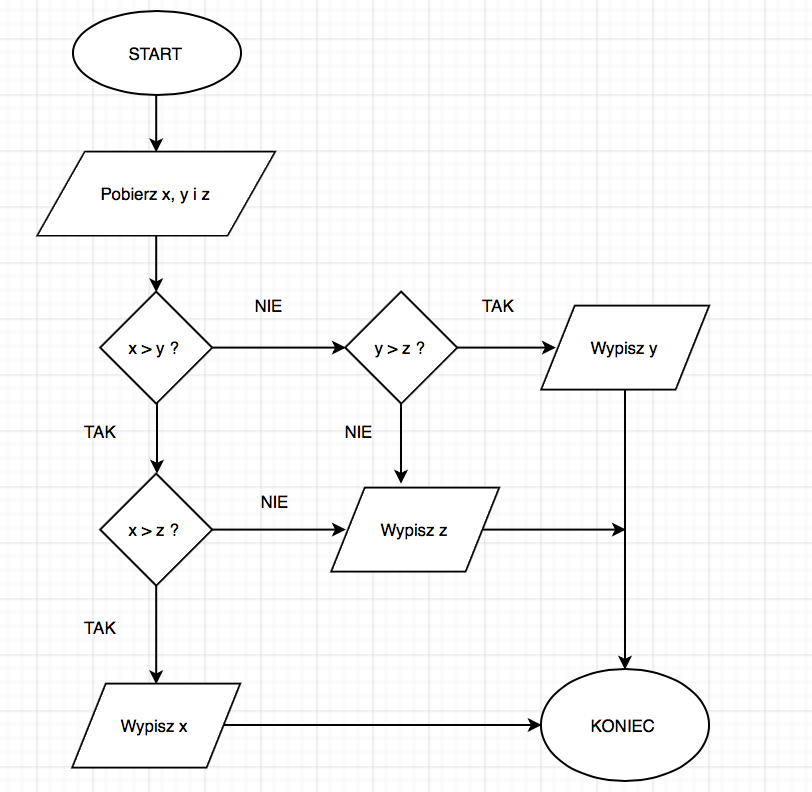 START
Pobierz x, y i z
x > y ?
NIE
y > z ?
TAK
Wypisz y
TAK
NIE
x > z ?
NIE
Wypisz z
TAK
Wypisz x
KONIEC